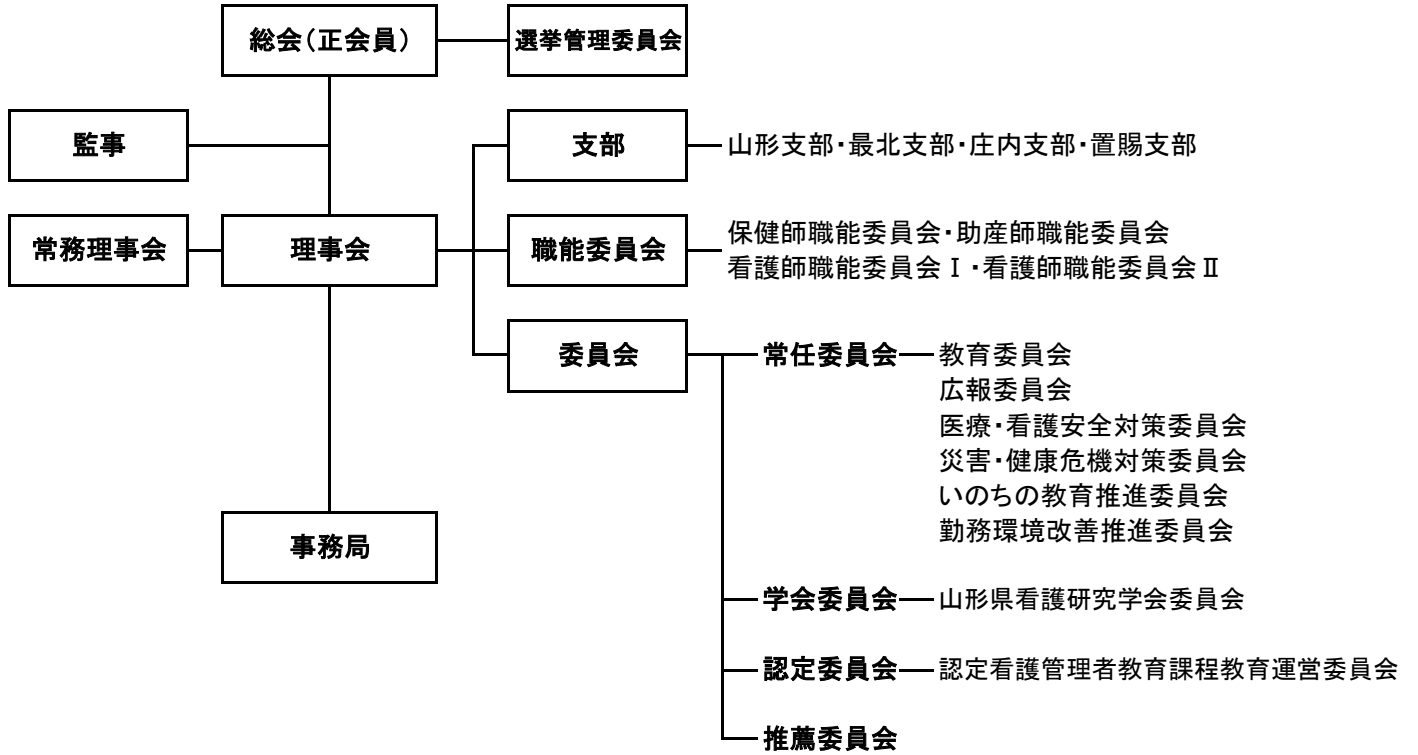 総会(正会員)
選挙管理委員会
監事
支部
山形支部・最北支部・庄内支部・置賜支部
常務理事会
理事会
職能委員会
保健師職能委員会・助産師職能委員会
看護師職能委員会Ⅰ・看護師職能委員会Ⅱ
委員会
常任委員会
教育委員会
広報委員会
医療・看護安全対策委員会
災害・健康危機対策委員会
いのちの教育推進委員会
勤務環境改善推進委員会
事務局
学会委員会
山形県看護研究学会委員会
認定委員会
認定看護管理者教育課程教育運営委員会
推薦委員会